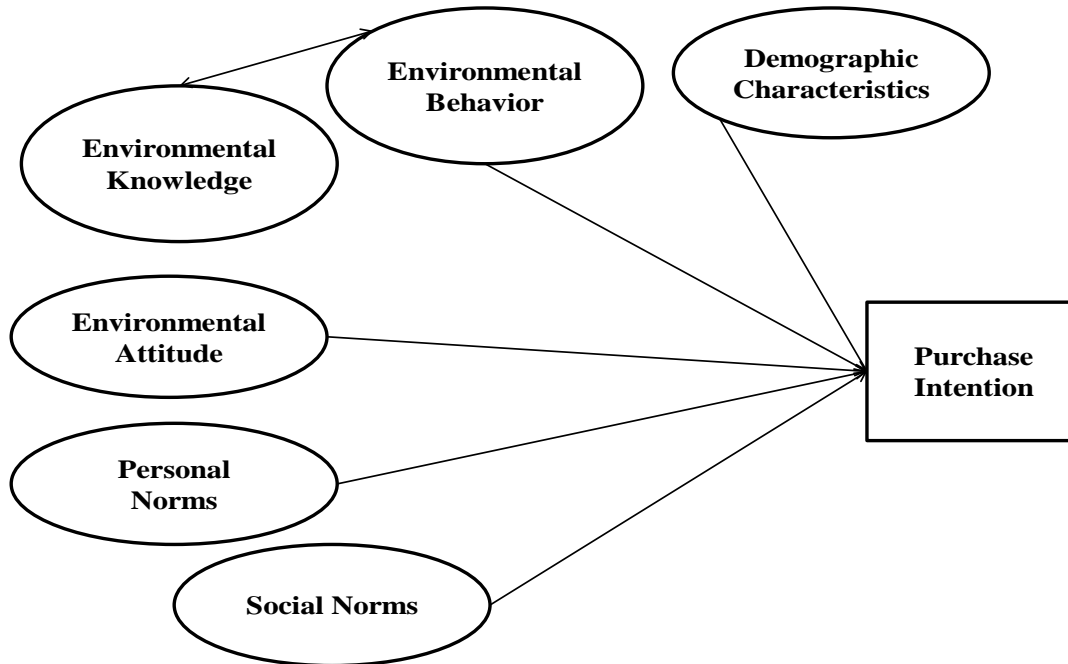 Environmental
Behavior
Demographic
Characteristics
Environmental
Knowledge
Environmental
Attitude
Purchase
Intention
Personal
Norms
Social Norms